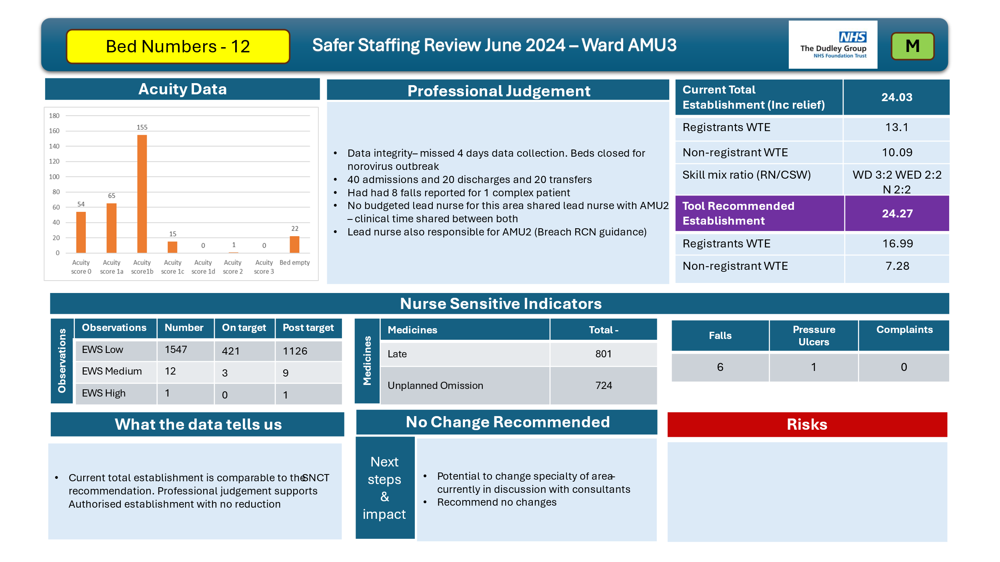 Bed Numbers - 12
Safer Staffing Review June 2024 – Ward AMU3
NHS
The Dudley Group
NHS Foundation Trust
M
Acuity Data
180
160
140
120
100
80
60
40
20
0
54
65
155
15
0
1
0
22
Acuity score 0
Acuity score 1a
Acuity score1b
Acuity score 1c
Acuity score 1d
Acuity score 2
Acuity score 3
Bed empty
Professional Judgement
• Data integrity– missed 4 days data collection. Beds closed for
norovirus outbreak
• 40 admissions and 20 discharges and 20 transfers
• Had had 8 falls reported for 1 complex patient
• No budgeted lead nurse for this area shared lead nurse with AMU2
– clinical time shared between both
• Lead nurse also responsible for AMU2 (Breach RCN guidance)
Current Total
Establishment (Inc relief)
24.03
Registrants WTE 13.1
Non-registrant WTE 10.09
Skill mix ratio (RN/CSW) WD 3:2 WED 2:2
N 2:2
Tool Recommended
Establishment
24.27
Registrants WTE 16.99
Non-registrant WTE 7.28
Nurse Sensitive Indicators
Observations
Observations Number On target Post target
EWS Low 1547 421 1126
EWS Medium 12 3 9
EWS High 1 0 1
Medicines
Medicines Total -
Late 801
Unplanned Omission 724
Falls Pressure Ulcers Complaints
6 1 0
What the data tells us
• Current total establishment is comparable to the SNCT
recommendation. Professional judgement supports
Authorised establishment with no reduction
No Change Recommended
Next
steps
&
impact
• Potential to change specialty of area–
currently in discussion with consultants
• Recommend no changes
Risks